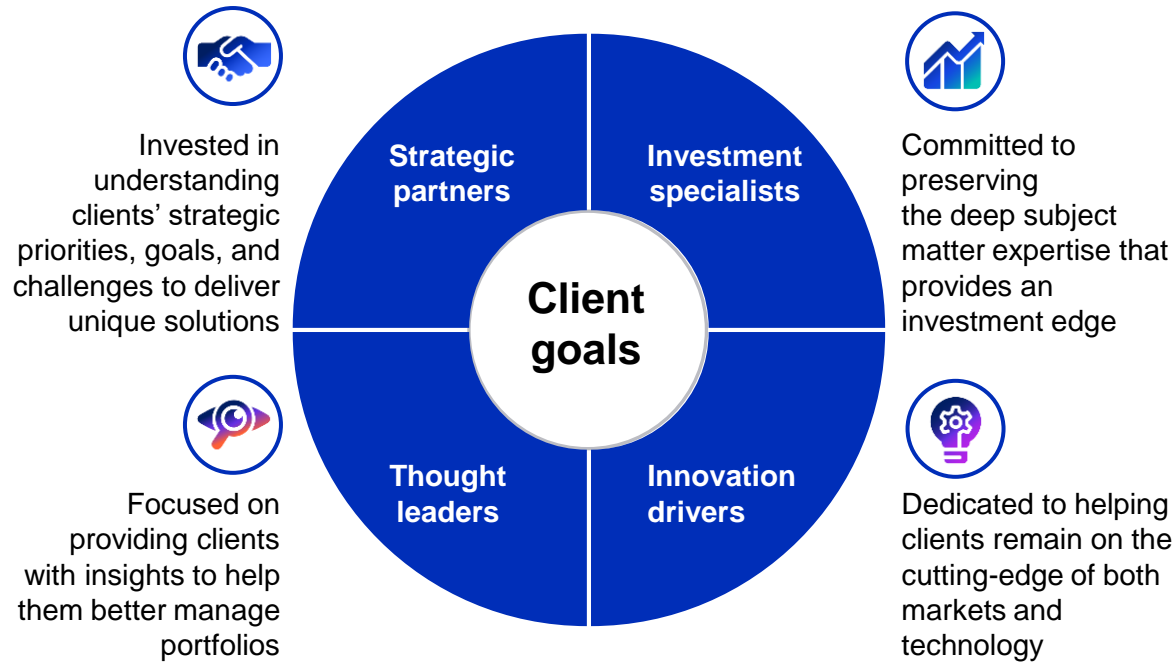 Invested in
understanding
clients’ strategic
priorities, goals, and
challenges to deliver
unique solutions
Strategic
partners
Investment
specialists
Committed to
preserving
the deep subject
matter expertise that
provides an
investment edge
Client
goals
Focused on
providing clients
with insights to help
them better manage
portfolios
Thought
leaders
Innovation
drivers
Dedicated to helping
clients remain on the
cutting-edge of both
markets and
technology